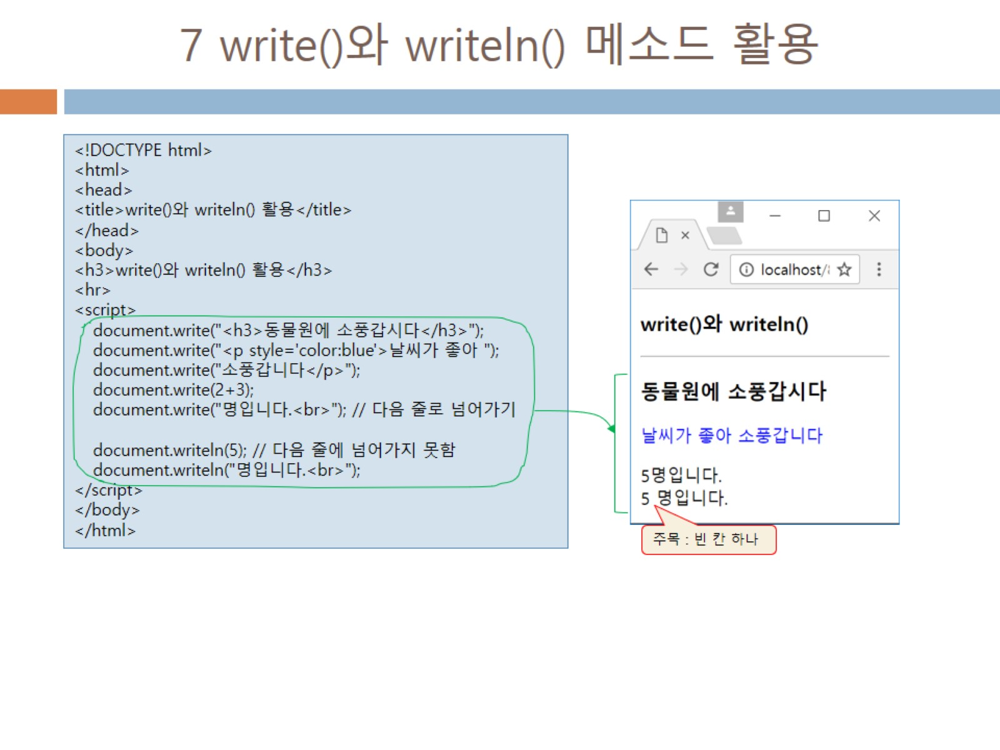 7 write()와 writeln() 메소드 활용
<!DOCTYPE html>
<html>
<head>
<title>write()와 writeln() 활용</title>
</head>
<body>
<h3>write()와 writeln() 활용</h3>
<hr>
<script>
document.write("<h3>동물원에 소풍갑시다</h3>");
document.write("<p style='color:blue'>날씨가 좋아 ");
document.write("소풍갑니다</p>");
document.write(2+3);
document.write("명입니다.<br>"); // 다음 줄로 넘어가기
document.writeln(5); // 다음 줄에 넘어가지 못함
document.writeln("명입니다.<br>");
</script>
</body>
</html>
localhost/
write()와 writeln()
동물원에 소풍갑시다
날씨가 좋아 소풍갑니다
5명입니다.
5 명입니다.
주목 : 빈 칸 하나